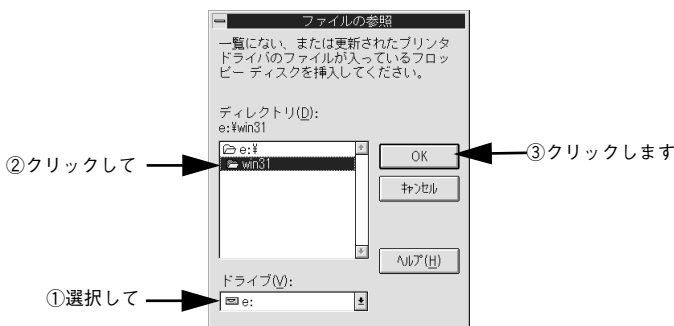 ファイルの参照
一覧にない、または更新されたプリンタ
ドライバのファイルが入っているフロッ
ピー ディスクを挿入してください。
ディレクトリ(D):
e:¥win31
e:¥
win31
OK
キャンセル
ヘルプ(H)
ドライブ(V):
e:
②クリックして
③クリックします
①選択して